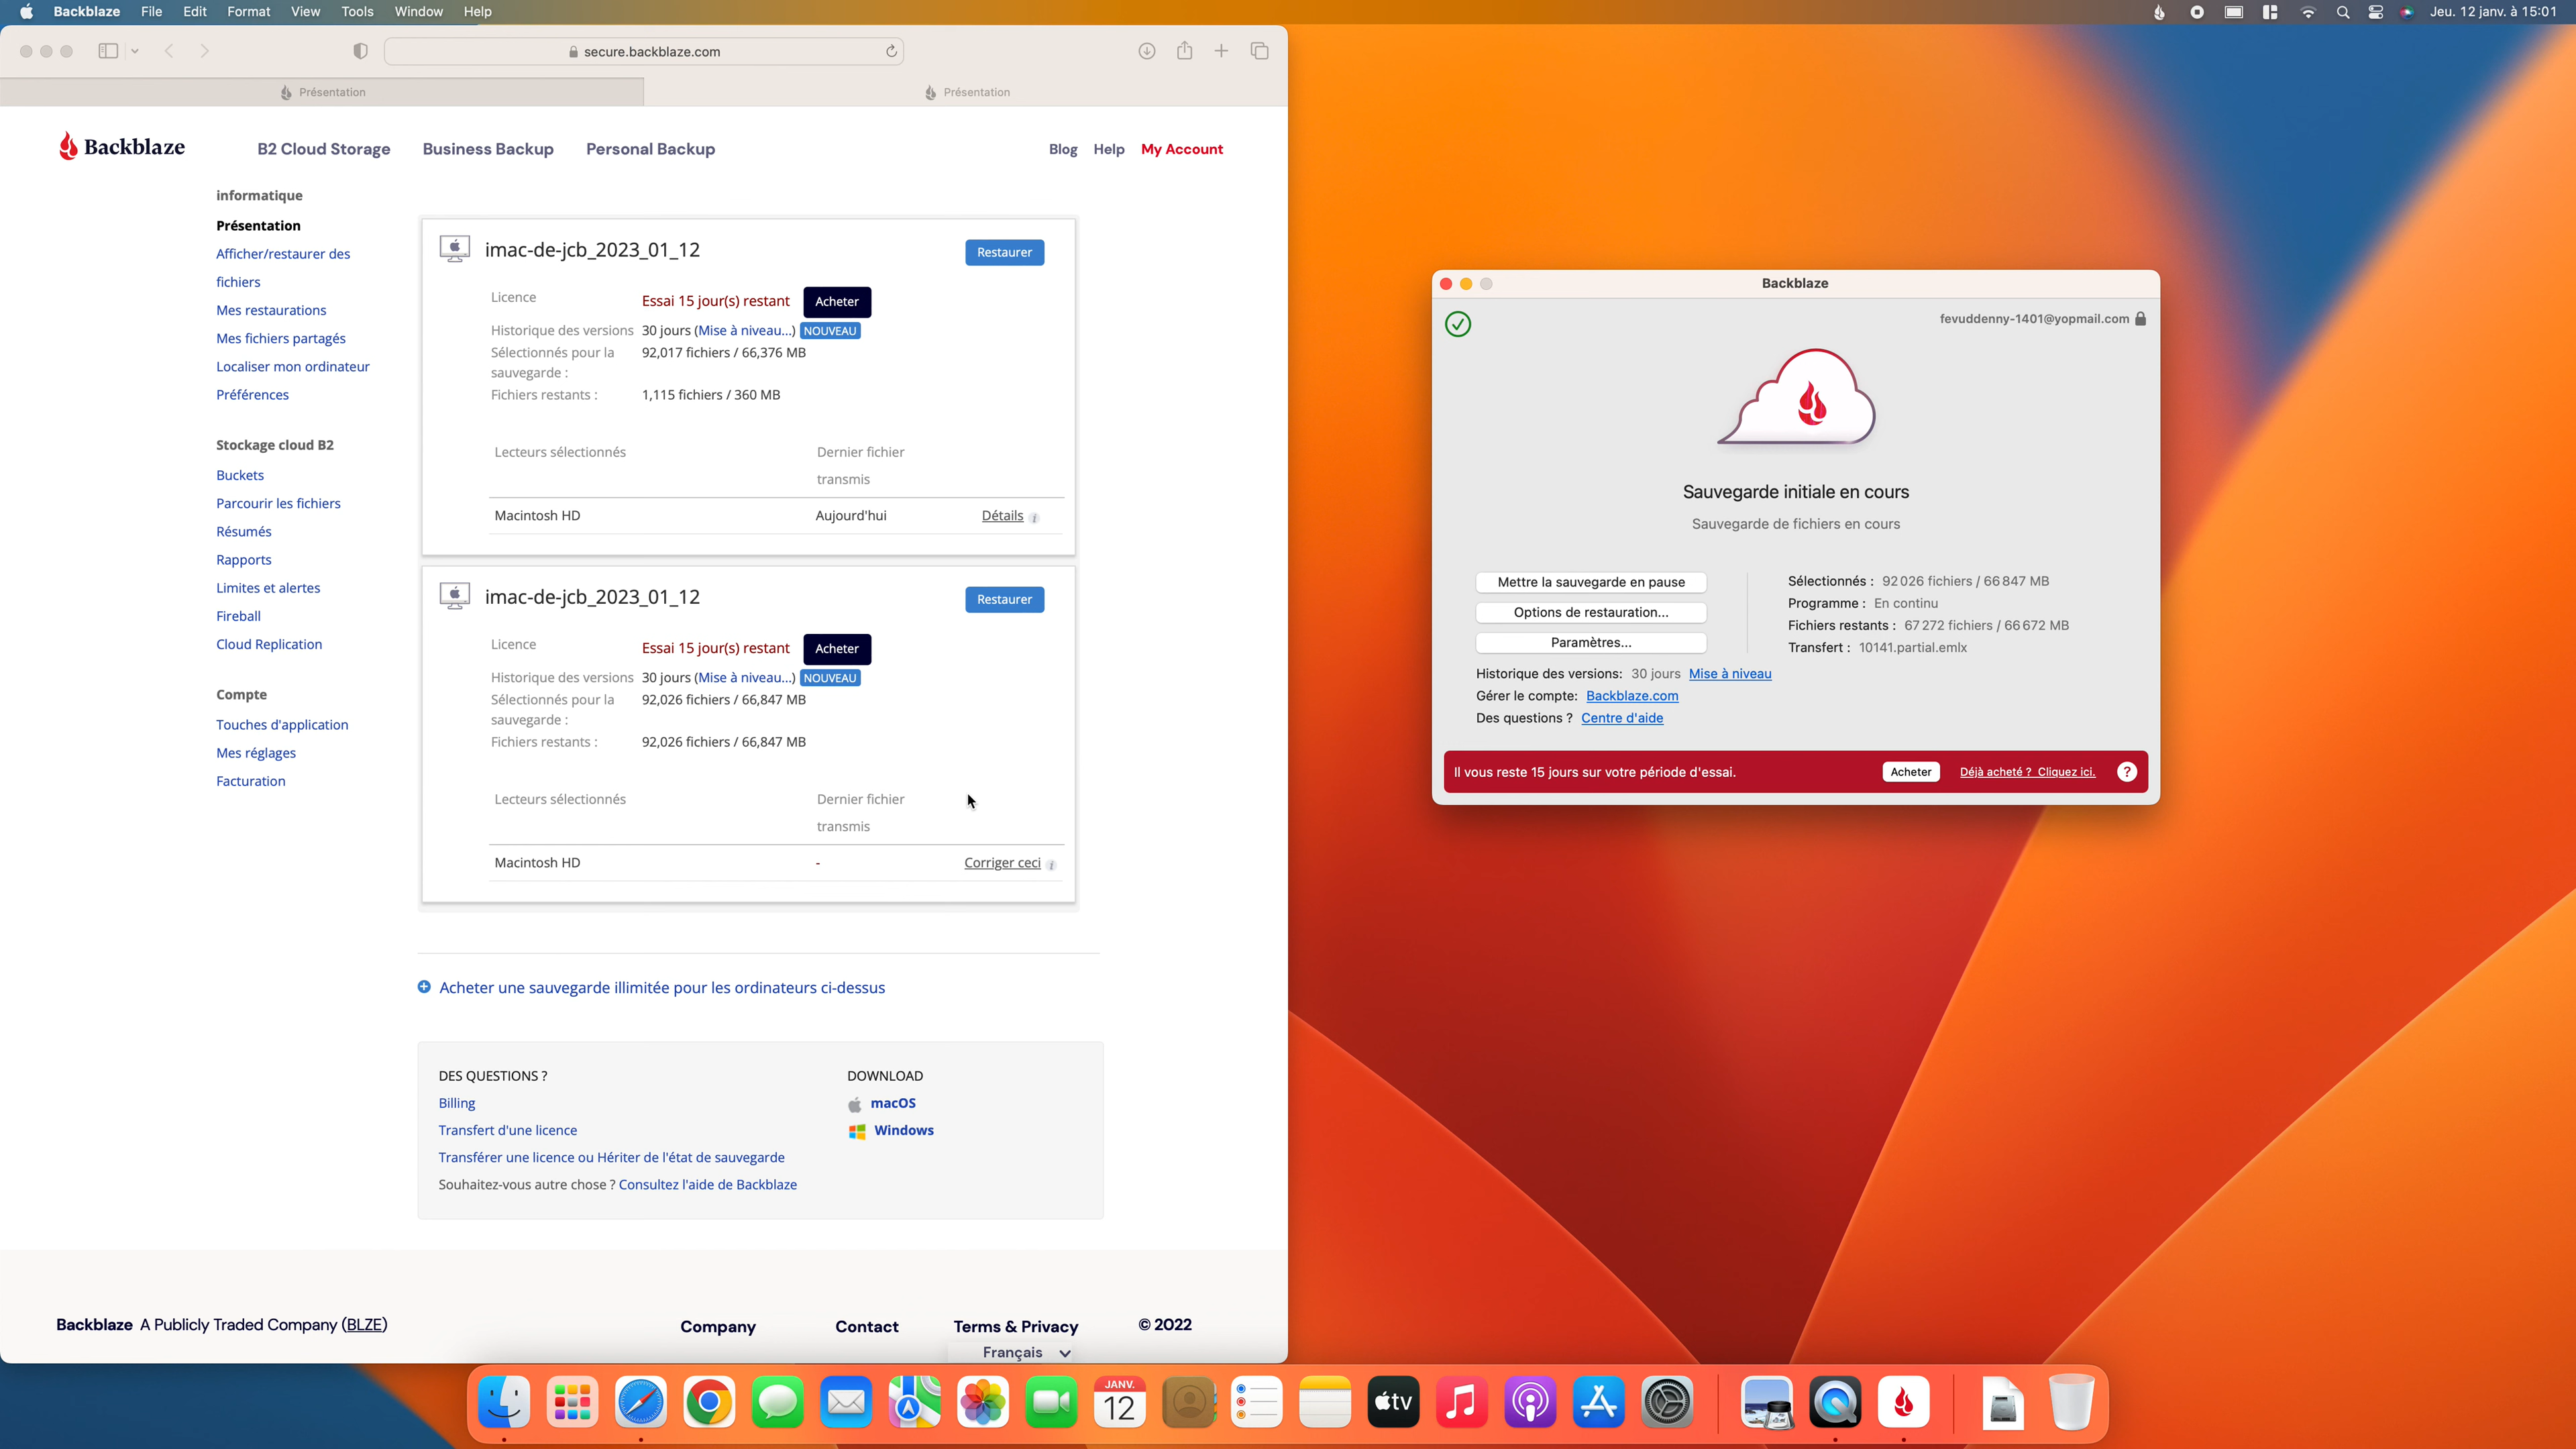 Backblaze File Edit Format View Tools Window Help
Jeu. 12 janv. à 15:01
secure.backblaze.com
Présentation
Présentation
Backblaze
B2 Cloud Storage
Business Backup
Personal Backup
Blog
Help
My Account
informatique
Présentation
Afficher/restaurer des
fichiers
Mes restaurations
Mes fichiers partagés
Localiser mon ordinateur
Préférences
Stockage cloud B2
Buckets
Parcourir les fichiers
Résumés
Rapports
Limites et alertes
Fireball
Cloud Replication
Compte
Touches d'application
Mes réglages
Facturation
imac-de-jcb_2023_01_12
Restaurer
Licence
Essai 15 jour(s) restant
Acheter
Historique des versions
30 jours (Mise à niveau...) NOUVEAU
Sélectionnés pour la
sauvegarde :
92,017 fichiers / 66,376 MB
Fichiers restants :
1,115 fichiers / 360 MB
Lecteurs sélectionnés
Dernier fichier
transmis
Macintosh HD
Aujourd'hui
Détails i
imac-de-jcb_2023_01_12
Restaurer
Licence
Essai 15 jour(s) restant
Acheter
Historique des versions
30 jours (Mise à niveau...) NOUVEAU
Sélectionnés pour la
sauvegarde :
92,026 fichiers / 66,847 MB
Fichiers restants :
92,026 fichiers / 66,847 MB
Lecteurs sélectionnés
Dernier fichier
transmis
Macintosh HD
-
Corriger ceci i
Acheter une sauvegarde illimitée pour les ordinateurs ci-dessus
DES QUESTIONS ?
Billing
Transfert d'une licence
Transférer une licence ou Hériter de l'état de sauvegarde
Souhaitez-vous autre chose ? Consultez l'aide de Backblaze
DOWNLOAD
macOS
Windows
Backblaze A Publicly Traded Company (BLZE)
Company
Contact
Terms & Privacy
© 2022
Français
Backblaze
fevuddenny-1401@yopmail.com
Sauvegarde initiale en cours
Sauvegarde de fichiers en cours
Mettre la sauvegarde en pause
Options de restauration...
Paramètres...
Sélectionnés : 92 026 fichiers / 66 847 MB
Programme : En continu
Fichiers restants : 67 272 fichiers / 66 672 MB
Transfert : 10141.partial.emlx
Historique des versions: 30 jours Mise à niveau
Gérer le compte: Backblaze.com
Des questions ? Centre d'aide
Il vous reste 15 jours sur votre période d'essai.
Acheter
Déjà acheté ? Cliquez ici.
?
JANV.
12
tv